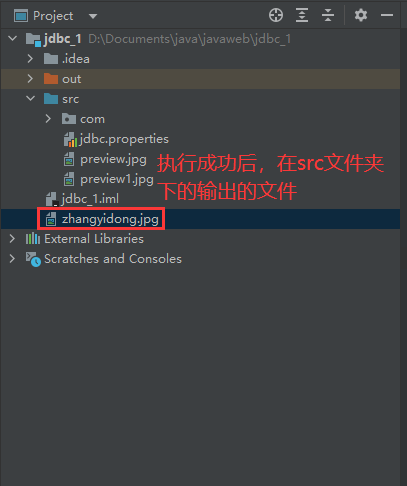 Project
jdbc_1 D:\Documents\java\javaweb\jdbc_1
.idea
out
src
com
jdbc.properties
preview.jpg
preview1.jpg
执行成功后，在src文件夹
下的输出的文件
jdbc_1.iml
zhangyidong.jpg
External Libraries
Scratches and Consoles